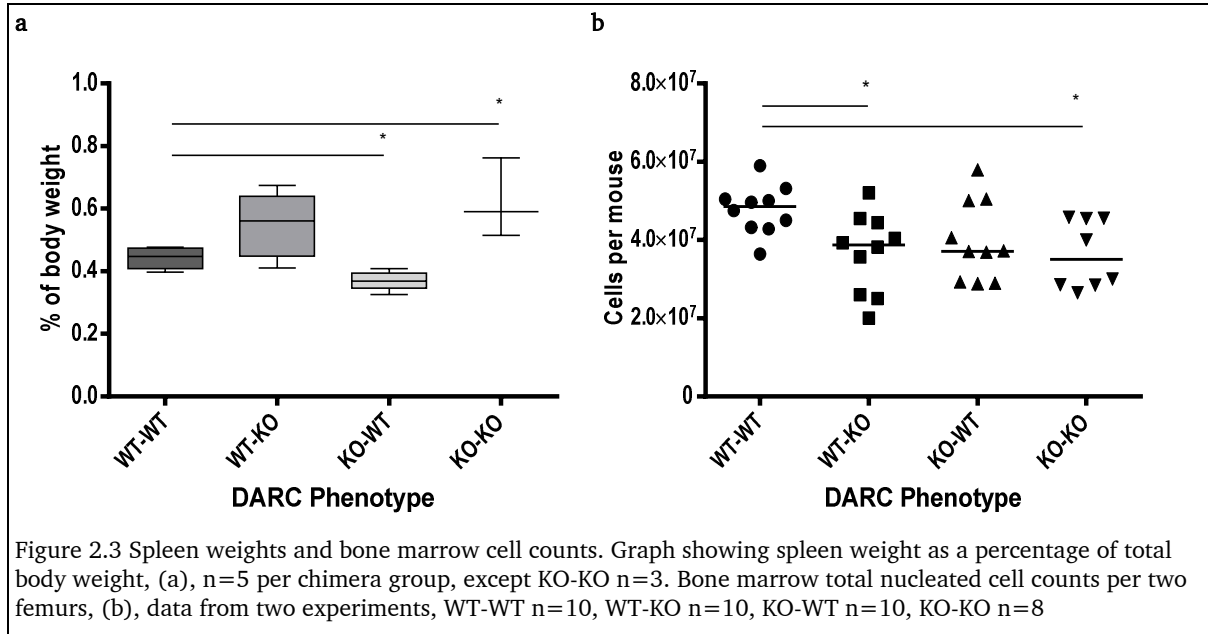 a
b
1.0
0.8
0.6
0.4
0.2
0.0
% of body weight
*
*
WT-WT
WT-KO
KO-WT
KO-KO
DARC Phenotype
8.0×10⁷
6.0×10⁷
4.0×10⁷
2.0×10⁷
0
Cells per mouse
*
*
WT-WT
WT-KO
KO-WT
KO-KO
DARC Phenotype
Figure 2.3 Spleen weights and bone marrow cell counts. Graph showing spleen weight as a percentage of total
body weight, (a), n=5 per chimera group, except KO-KO n=3. Bone marrow total nucleated cell counts per two
femurs, (b), data from two experiments, WT-WT n=10, WT-KO n=10, KO-WT n=10, KO-KO n=8